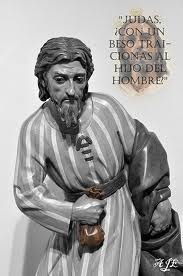 "JUDAS,
¿CON UN
BESO TRAI-
CIONAS AL
HIJO DEL
HOMBRE?"